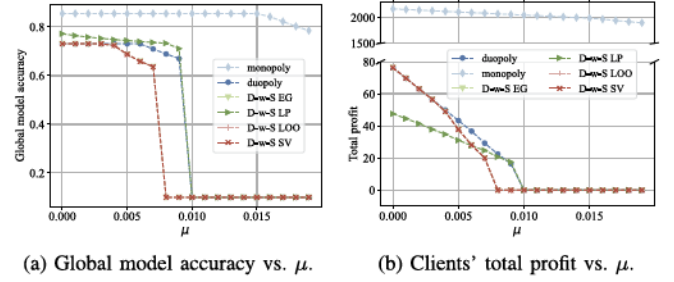 0.8
0.6
0.4
0.2
Global model accuracy
monopoly
duopoly
D-w-S EG
D-w-S LP
D-w-S LOO
D-w-S SV
0.000 0.005 0.010 0.015
μ
2000
1500
80
60
40
20
0
Total profit
duopoly
monopoly
D-w-S EG
D-w-S LP
D-w-S LOO
D-w-S SV
0.000 0.005 0.010 0.015
μ
(a) Global model accuracy vs. μ.
(b) Clients' total profit vs. μ.